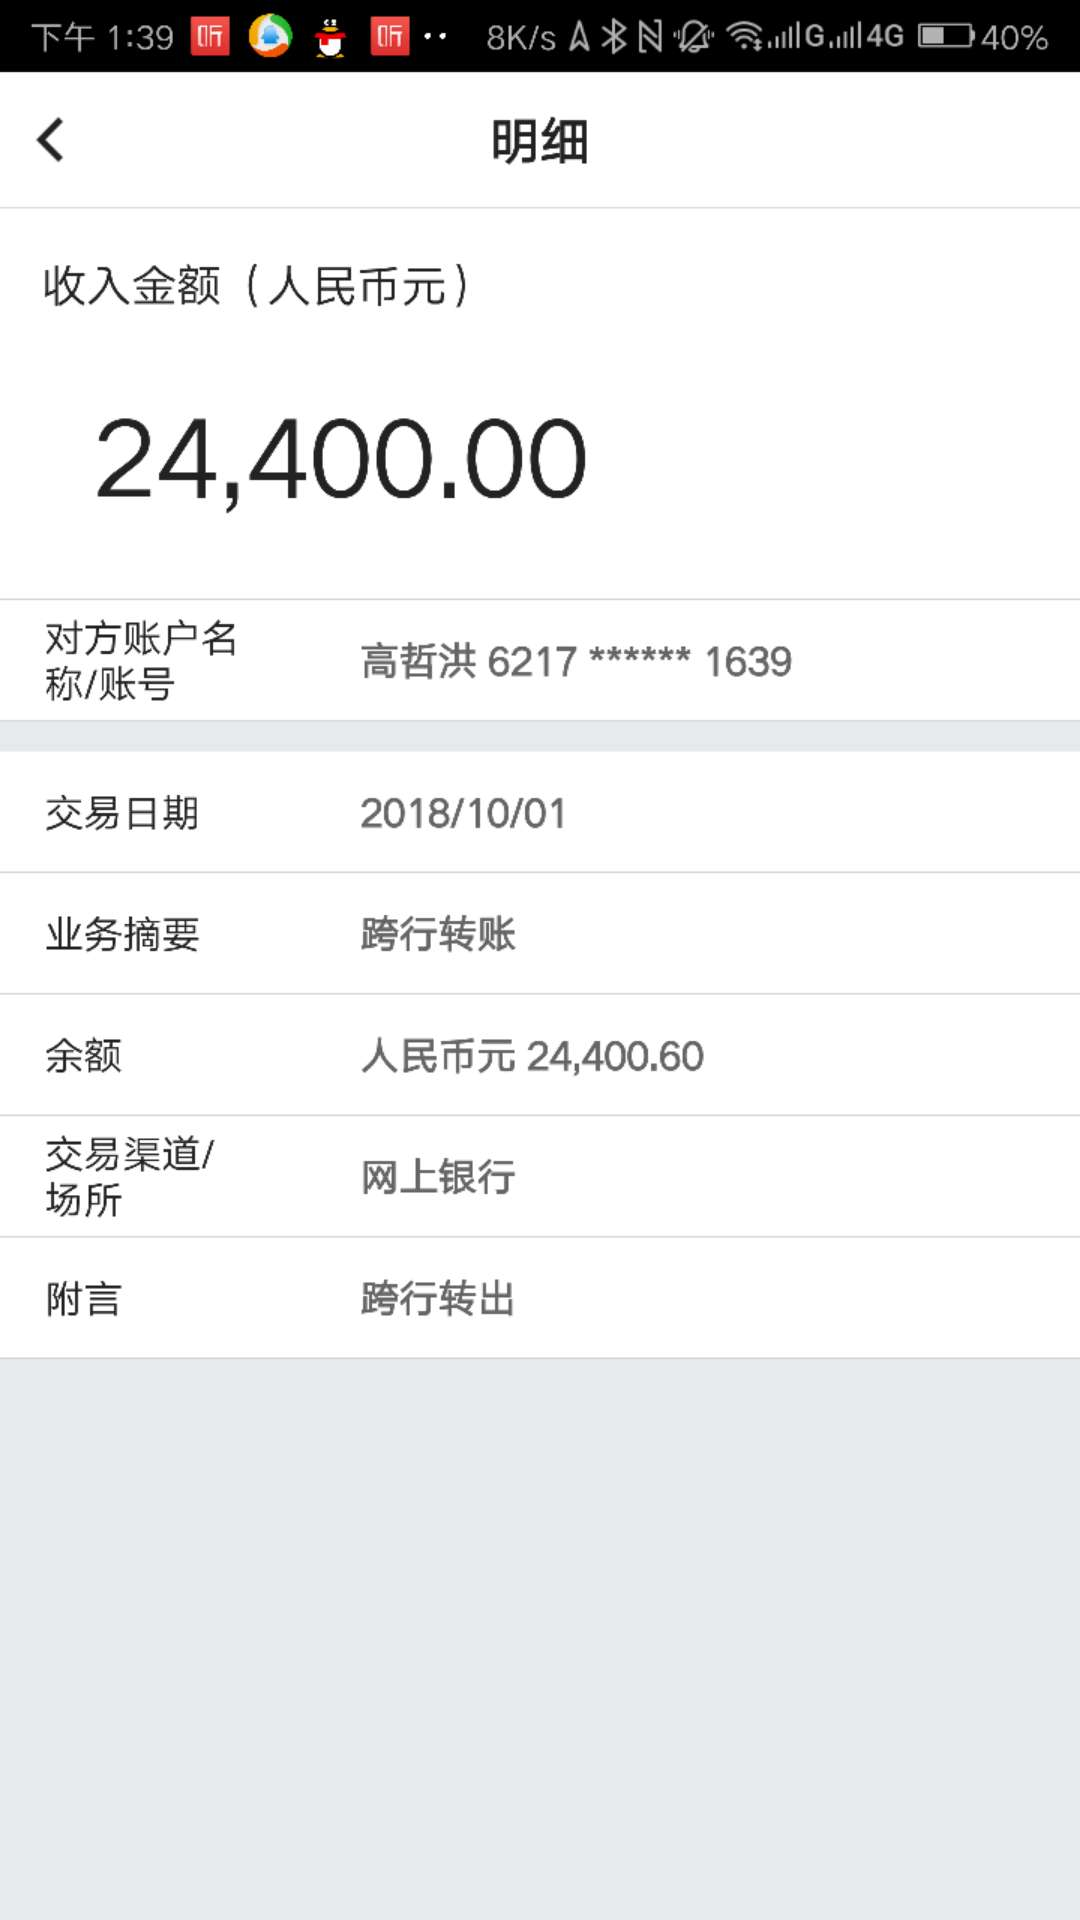 下午 1:39 听 听 8K/s G 4G 40%
明细
收入金额（人民币元）
24,400.00
对方账户名
称/账号
高哲洪 6217 ****** 1639
交易日期 2018/10/01
业务摘要 跨行转账
余额 人民币元 24,400.60
交易渠道/
场所
网上银行
附言 跨行转出